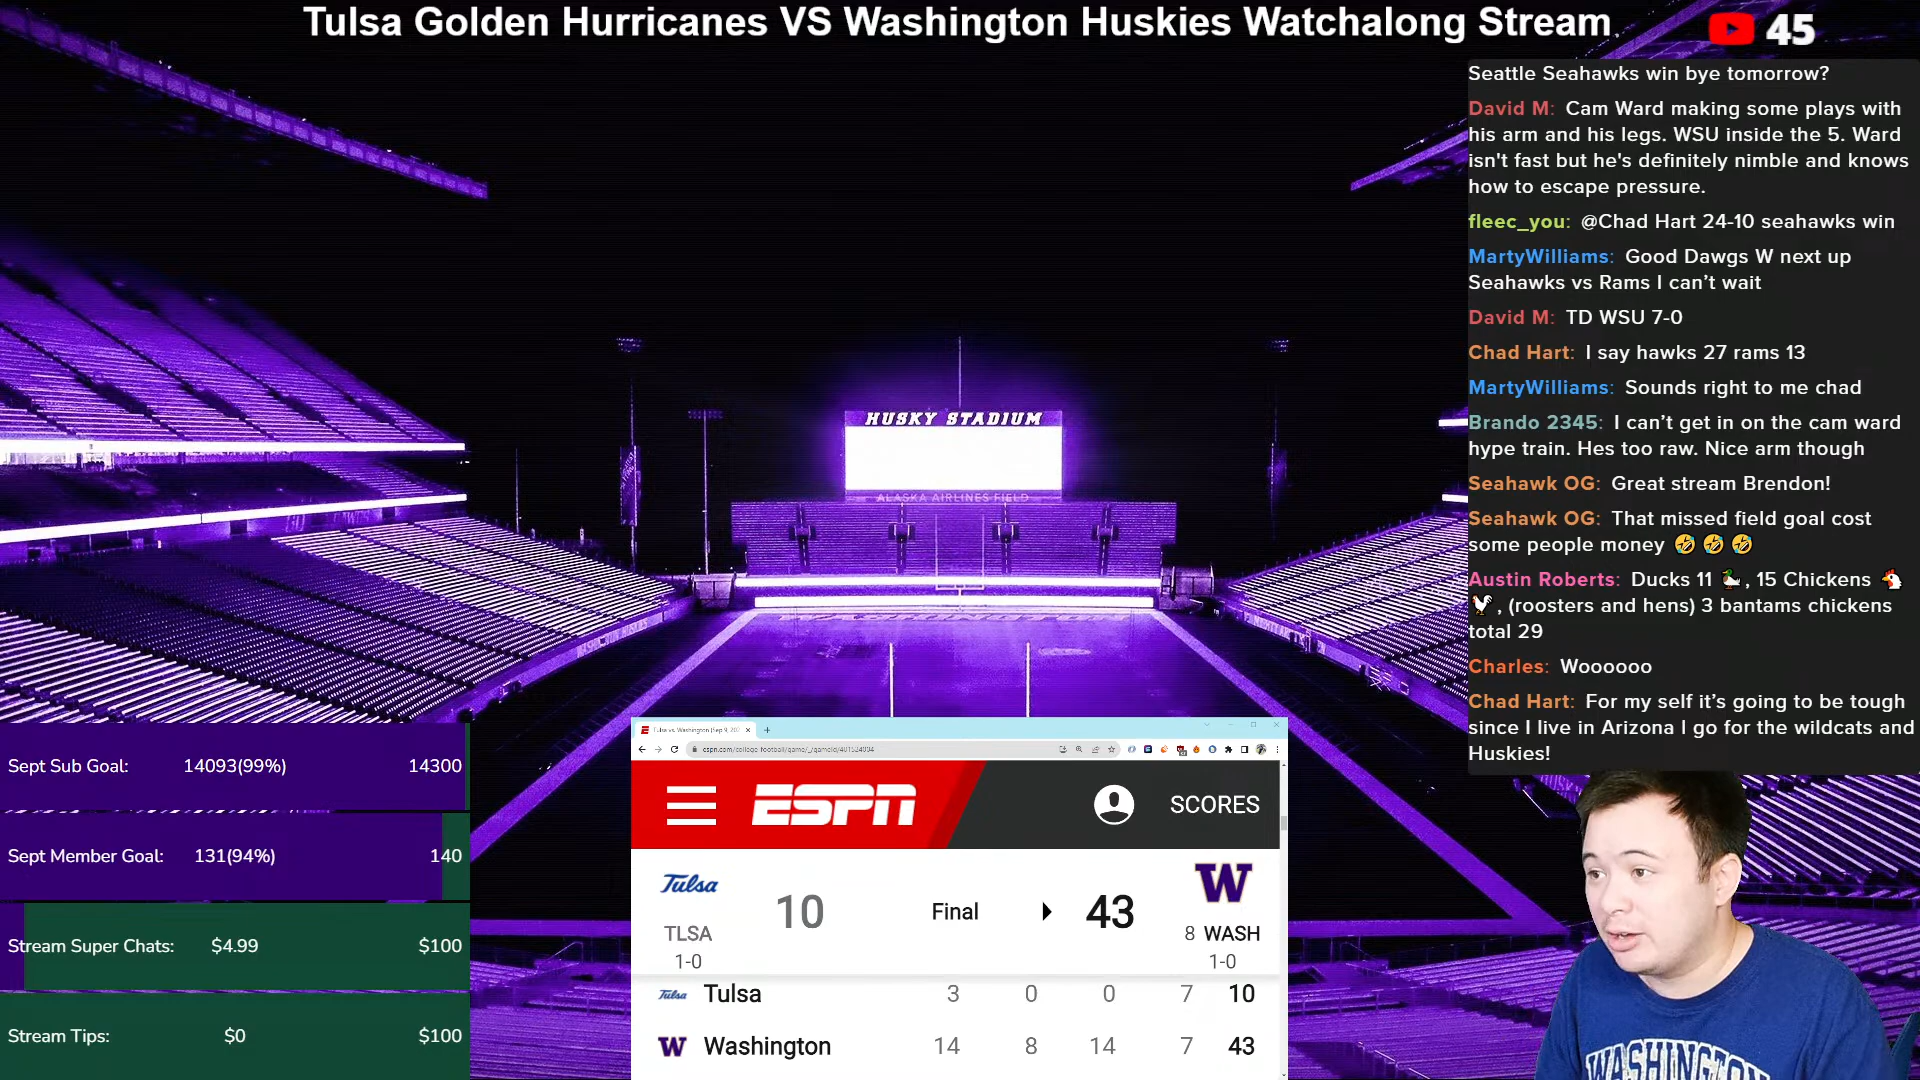 Tulsa Golden Hurricanes VS Washington Huskies Watchalong Stream
45
Seattle Seahawks win bye tomorrow?
David M: Cam Ward making some plays with
his arm and his legs. WSU inside the 5. Ward
isn't fast but he's definitely nimble and knows
how to escape pressure.
fleec_you: @Chad Hart 24-10 seahawks win
MartyWilliams: Good Dawgs W next up
Seahawks vs Rams I can’t wait
David M: TD WSU 7-0
Chad Hart: I say hawks 27 rams 13
MartyWilliams: Sounds right to me chad
Brando 2345: I can’t get in on the cam ward
hype train. Hes too raw. Nice arm though
Seahawk OG: Great stream Brendon!
Seahawk OG: That missed field goal cost
some people money 🤣 🤣 🤣
Austin Roberts: Ducks 11 🦆, 15 Chickens 🐔
🐓, (roosters and hens) 3 bantams chickens
total 29
Charles: Woooooo
Chad Hart: For my self it’s going to be tough
since I live in Arizona I go for the wildcats and
Huskies!
HUSKY STADIUM
ALASKA AIRLINES FIELD
Sept Sub Goal: 14093(99%) 14300
Sept Member Goal: 131(94%) 140
Stream Super Chats: $4.99 $100
Stream Tips: $0 $100
espn.com/college-football/game/_/gameId/401524004
ESPN
SCORES
Tulsa
W
10 Final 43
TLSA
8 WASH
1-0
1-0
Tulsa Tulsa 3 0 0 7 10
W Washington 14 8 14 7 43
WASHINGTON